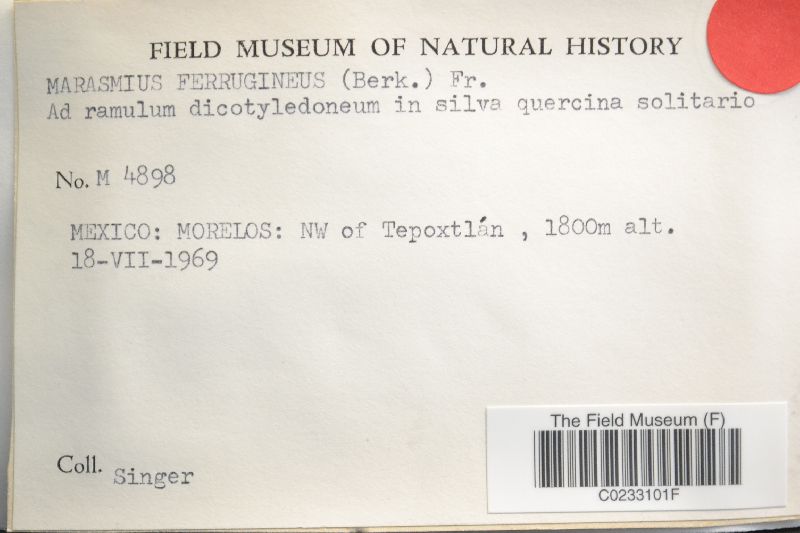 FIELD MUSEUM OF NATURAL HISTORY
MARASMIUS FERRUGINEUS (Berk.) Fr.
Ad ramulum dicotyledoneum in silva quercina solitario
No. M 4898
MEXICO: MORELOS: NW of Tepoxtlán , 1800m alt.
18-VII-1969
Coll. Singer
The Field Museum (F)
C0233101F